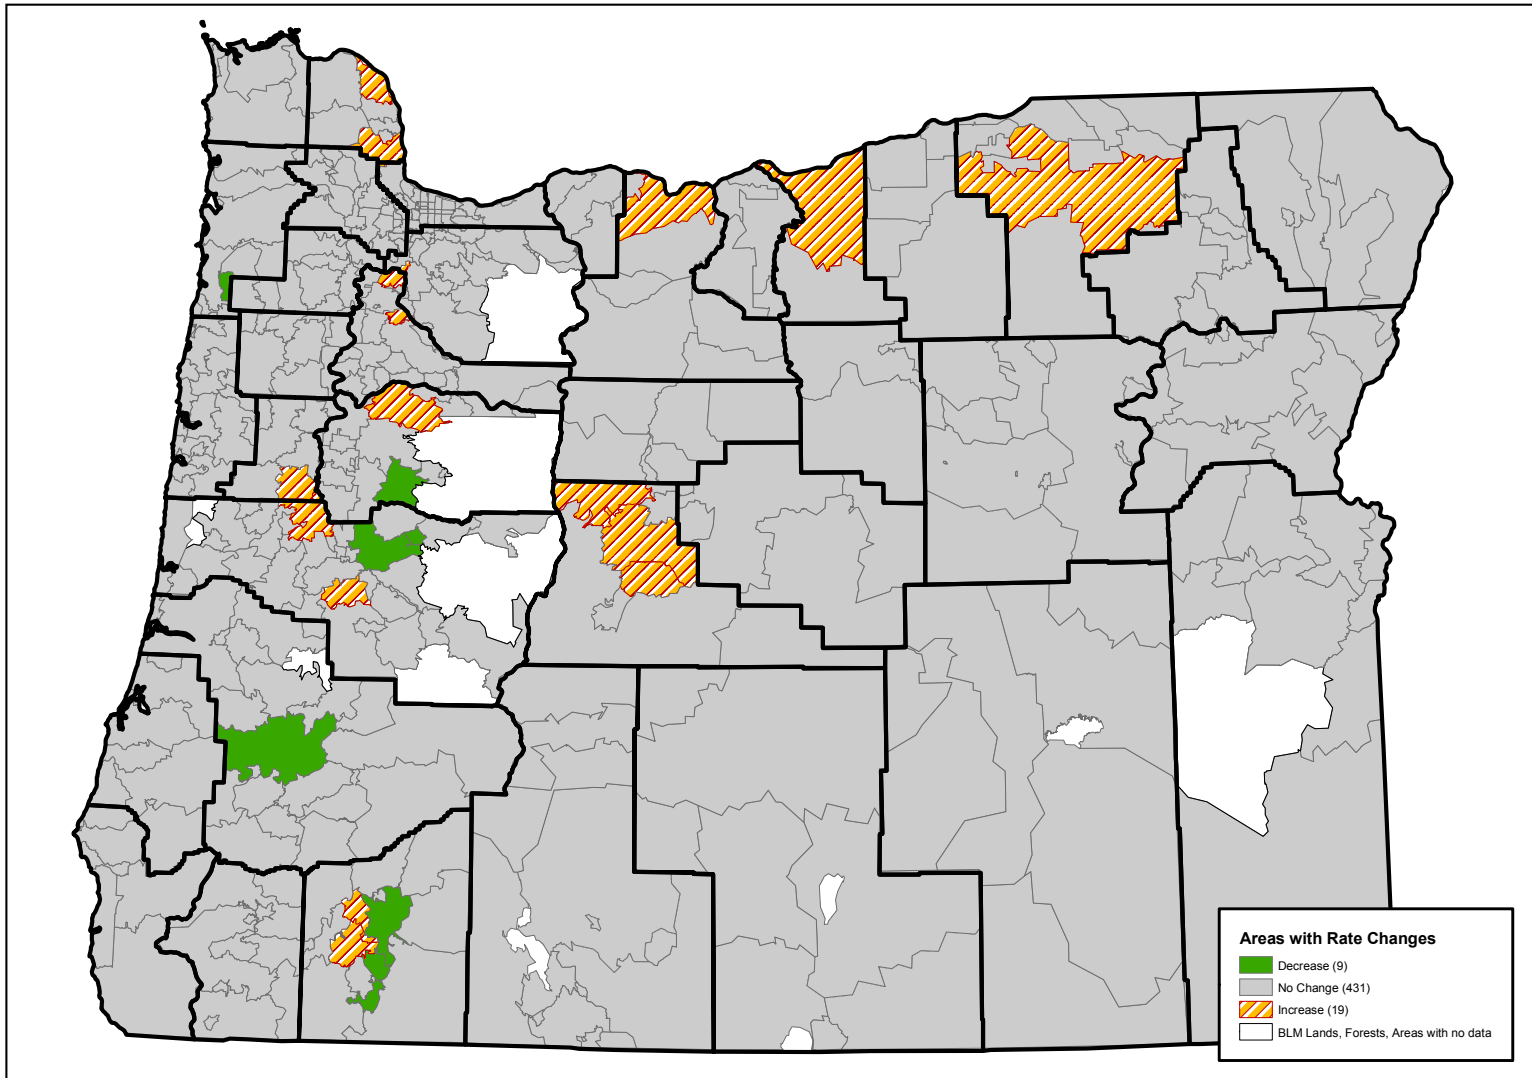 Areas with Rate Changes
Decrease (9)
No Change (431)
Increase (19)
BLM Lands, Forests, Areas with no data